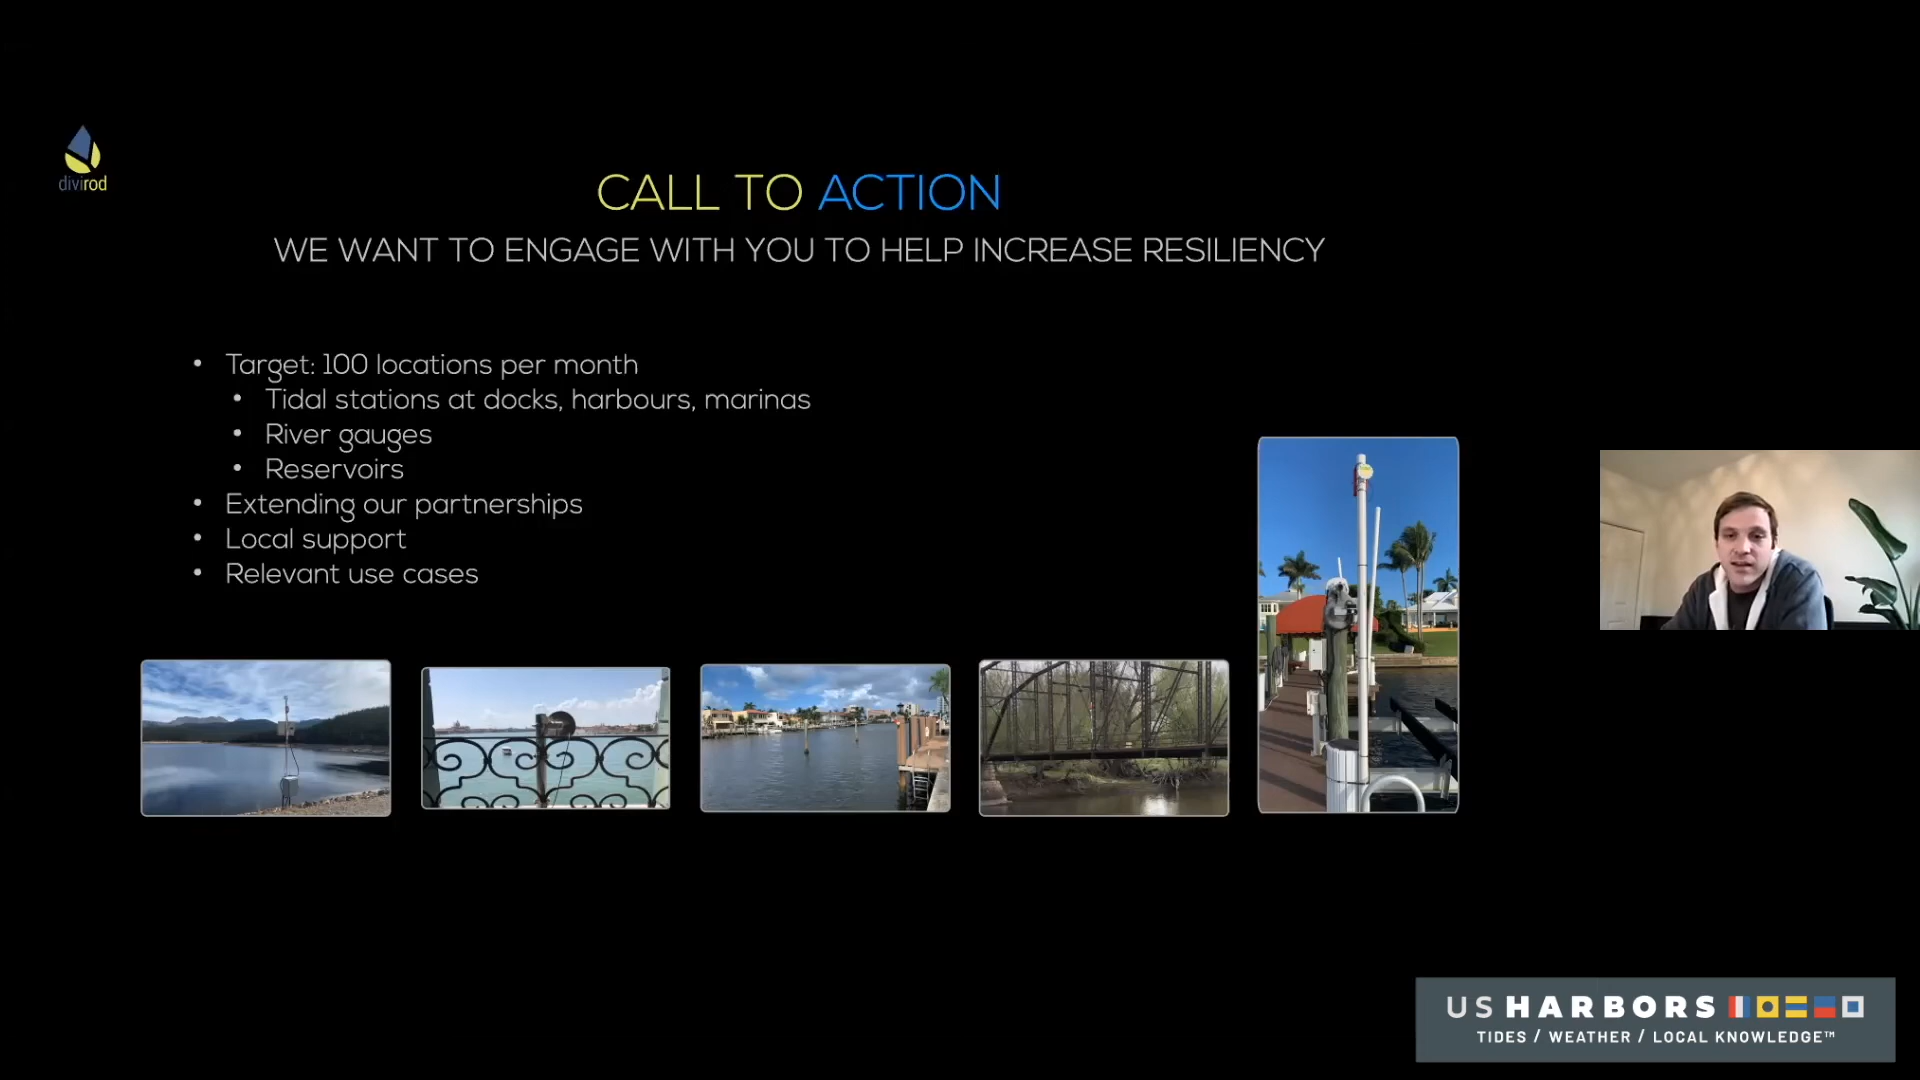 divirod
CALL TO ACTION
WE WANT TO ENGAGE WITH YOU TO HELP INCREASE RESILIENCY
• Target: 100 locations per month
• Tidal stations at docks, harbours, marinas
• River gauges
• Reservoirs
• Extending our partnerships
• Local support
• Relevant use cases
US HARBORS
TIDES / WEATHER / LOCAL KNOWLEDGE™